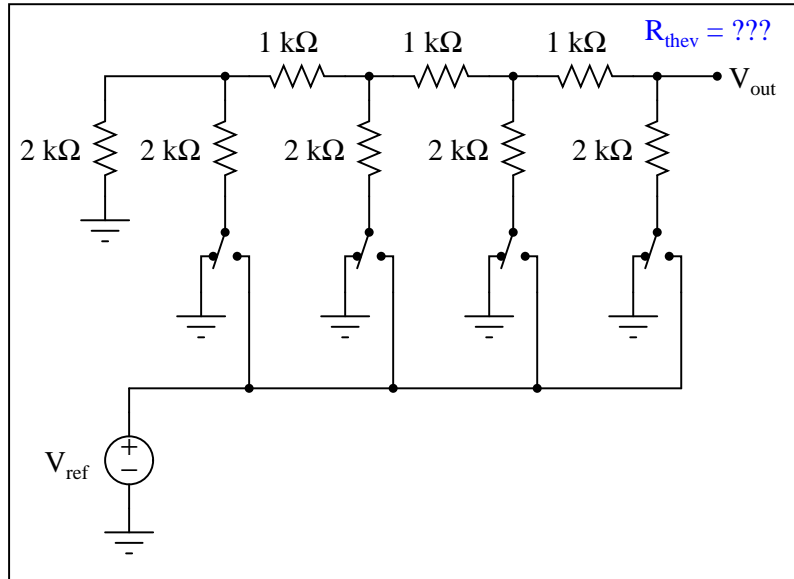 R_thev = ???
1 kΩ 1 kΩ 1 kΩ
V_out
2 kΩ 2 kΩ 2 kΩ 2 kΩ 2 kΩ
V_ref
+
−